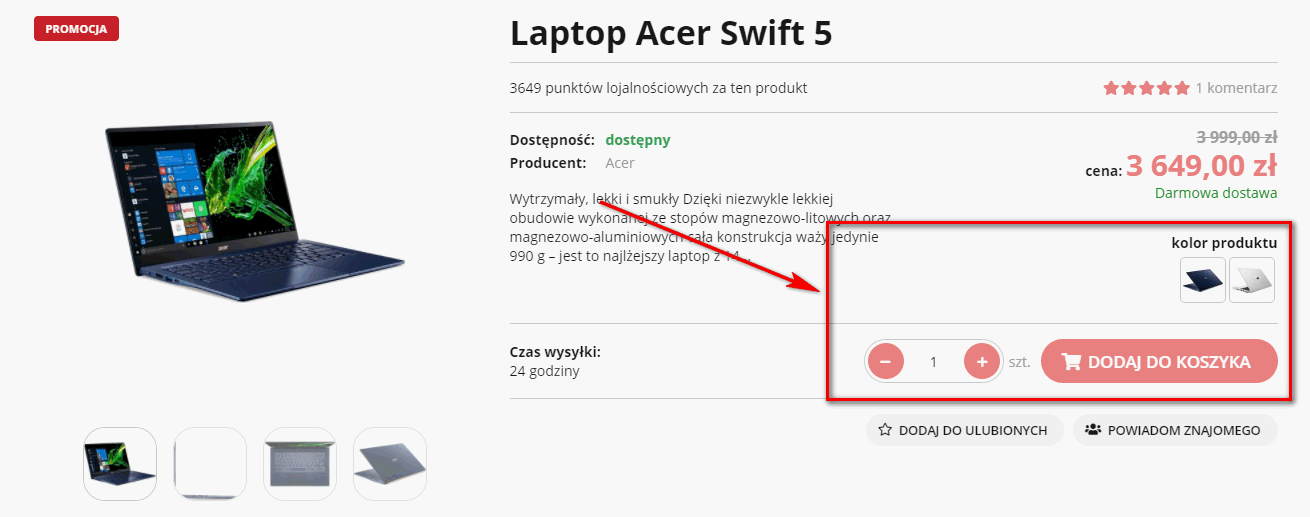 PROMOCJA
Laptop Acer Swift 5
3649 punktów lojalnościowych za ten produkt
1 komentarz
Dostępność: dostępny
Producent: Acer
3 999,00 zł
cena: 3 649,00 zł
Darmowa dostawa
Wytrzymały, lekki i smukły Dzięki niezwykle lekkiej
obudowie wykonanej ze stopów magnezowo-litowych oraz
magnezowo-aluminiowych cała konstrukcja waży jedynie
990 g – jest to najlżejszy laptop z 14...
kolor produktu
Czas wysyłki:
24 godziny
1 szt. DODAJ DO KOSZYKA
DODAJ DO ULUBIONYCH
POWIADOM ZNAJOMEGO